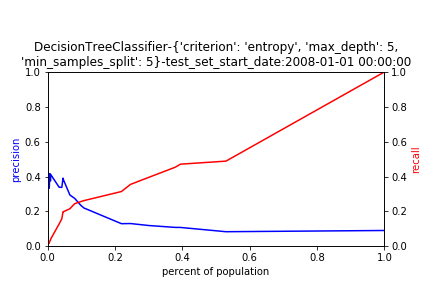 DecisionTreeClassifier-{'criterion': 'entropy', 'max_depth': 5,
'min_samples_split': 5}-test_set_start_date:2008-01-01 00:00:00
1.0
0.8
0.6
0.4
0.2
0.0
precision
1.0
0.8
0.6
0.4
0.2
0.0
recall
0.0 0.2 0.4 0.6 0.8 1.0
percent of population